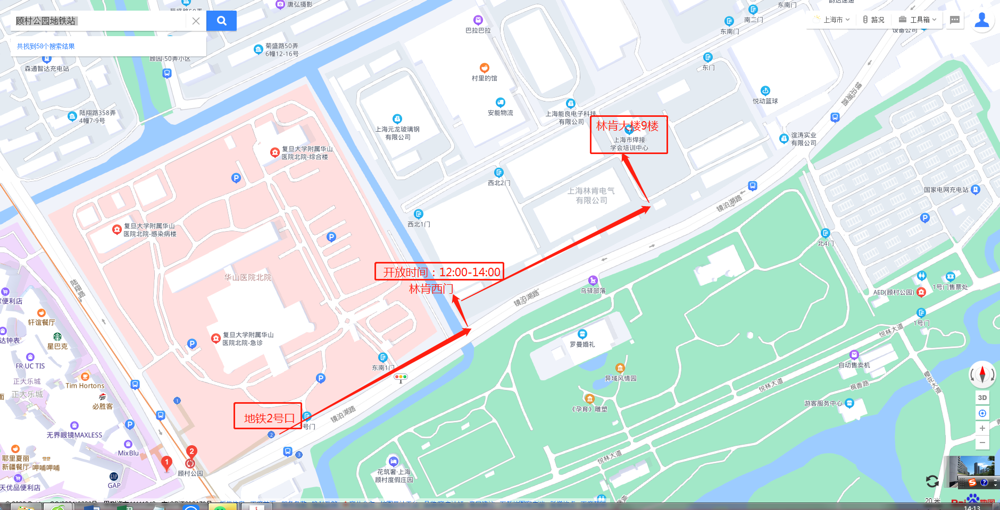 菊盛路50弄
唐弘摄影
东南门
南二门
顾村公园地铁站
上海市
路况
工具箱
设备公司
巴拉巴拉
东南门
共找到58个搜索结果
菊盛路50弄
6幢12-16号
顾园-50弄小区
森通智达充电站
东门
村里的馆
悦动篮球
陆翔路358弄
4幢7-9号
安能物流
上海能良电子科技
有限公司
上海元龙玻璃钢
有限公司
林肯大楼9楼
上海市焊接
学会培训中心
谊涛实业
有限公司
复旦大学附属华山
医院北院-综合楼
P
西北2门
上海林肯电气
有限公司
国家电网充电站
镜泊湖路
P
西北1门
复旦大学附属华山
医院北院-感染病楼
P
北4门
开放时间：12:00-14:00
华山医院北院
林肯西门
陆翔路
镜泊湖路
乌驿部落
AED(顾村公园)
1号门售票处
家便利店
轩谊餐厅
1号门
悦林大道
达钟表
星巴克
复旦大学附属华山
医院北院-急诊
P
罗曼婚礼
FR UC TIS
东南1门
自动售卖机
正大乐城
Tim Hortons
P
异域风情园
悦林大道
枫香路
樱花大道
正大乐城
必胜客
1
《孕育》雕塑
游客服务中心
3D
地铁2号口
镜泊湖路
号门
P
无界眼镜MAXLESS
2
3
MixBlu
耶里夏丽
新疆餐厅
呷哺呷哺
1
2
顾村公园
悦林大道
花筑奢·上海
顾村度假庄园
GAP
天优品便利店
20米
14:13